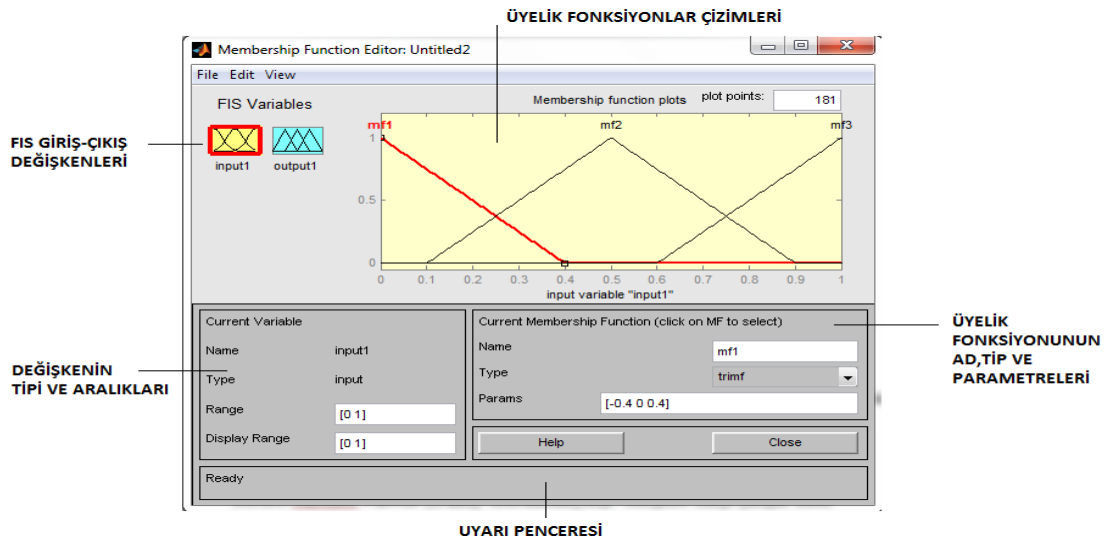 ÜYELİK FONKSİYONLAR ÇİZİMLERİ
Membership Function Editor: Untitled2
File Edit View
FIS Variables
Membership function plots
plot points:
181
FIS GİRİŞ-ÇIKIŞ
DEĞİŞKENLERİ
input1
output1
mf1
mf2
mf3
1
0.5
0
0 0.1 0.2 0.3 0.4 0.5 0.6 0.7 0.8 0.9 1
input variable "input1"
DEĞİŞKENİN
TİPİ VE ARALIKLARI
Current Variable
Name input1
Type input
Range [0 1]
Display Range [0 1]
Current Membership Function (click on MF to select)
Name mf1
Type trimf
Params [-0.4 0 0.4]
Help
Close
ÜYELİK
FONKSİYONUNUN
AD,TİP VE
PARAMETRELERİ
Ready
UYARI PENCERESİ